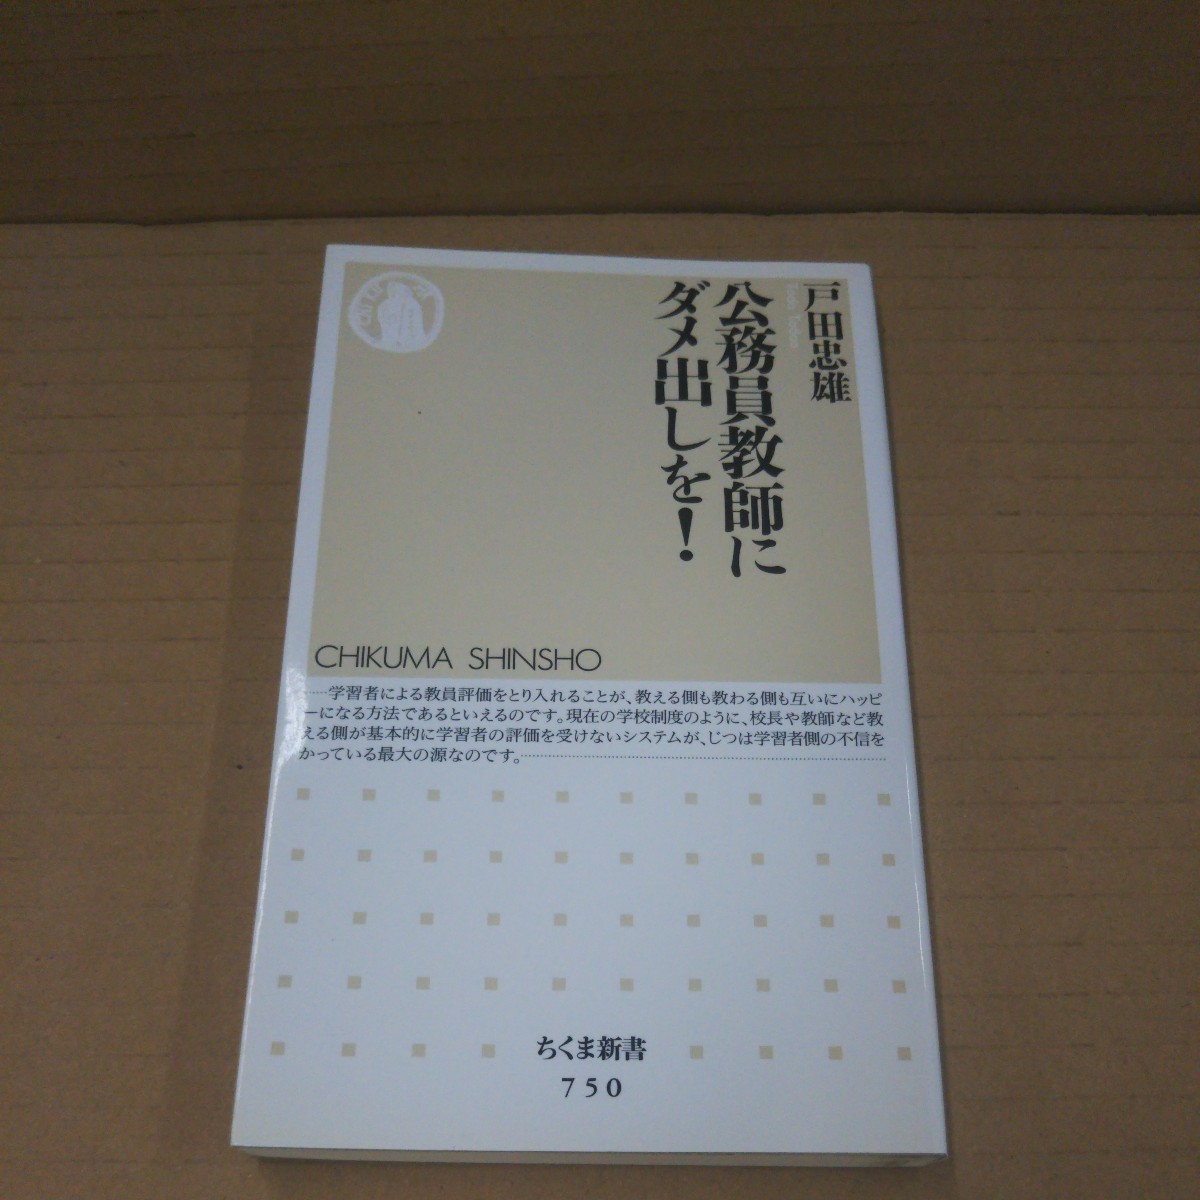 戸田忠雄
公務員教師に
ダメ出しを！
CHIKUMA SHINSHO
……学習者による教員評価をとり入れることが、教える側も教わる側も互いにハッピ
ーになる方法であるといえるのです。現在の学校制度のように、校長や教師など教
える側が基本的に学習者の評価を受けないシステムが、じつは学習者側の不信を
かっている最大の源なのです。……
ちくま新書
750